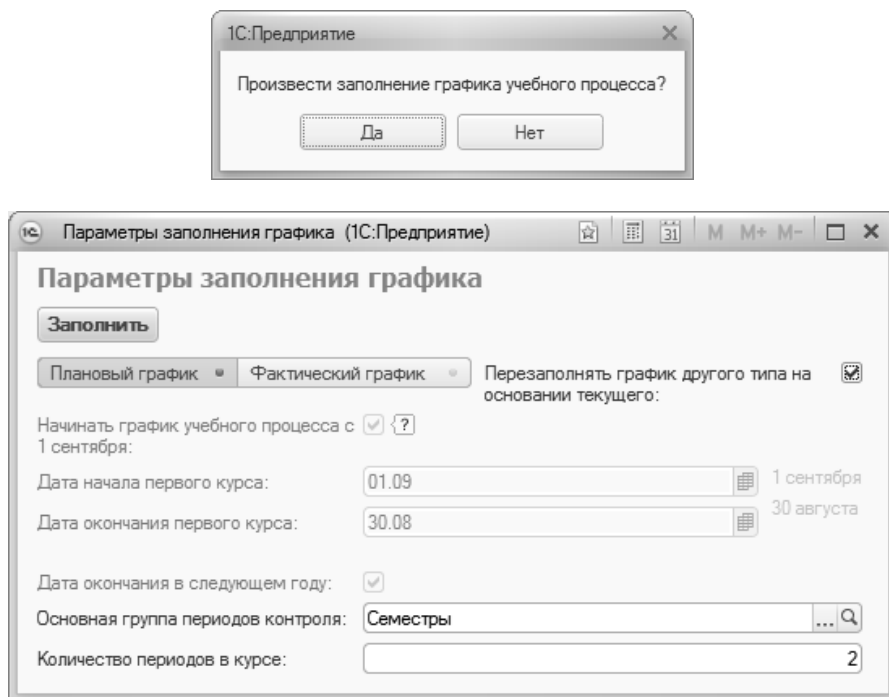 1С:Предприятие
Произвести заполнение графика учебного процесса?
Да Нет
Параметры заполнения графика (1С:Предприятие) 31 M M+ M-
Параметры заполнения графика
Заполнить
Плановый график Фактический график Перезаполнять график другого типа на
основании текущего:
Начинать график учебного процесса с ?
1 сентября:
Дата начала первого курса: 01.09 1 сентября
Дата окончания первого курса: 30.08 30 августа
Дата окончания в следующем году:
Основная группа периодов контроля: Семестры ...
Количество периодов в курсе: 2